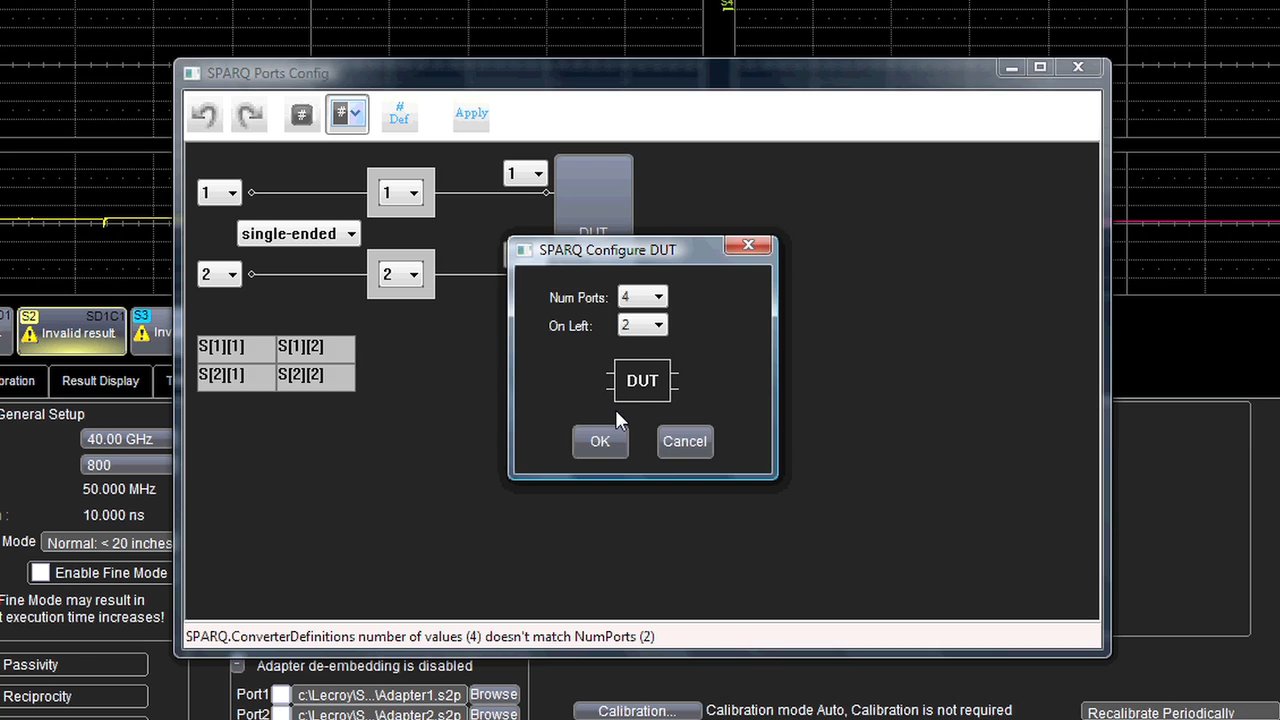 S4
SPARQ Ports Config
#
#
# Def
Apply
1
1
1
single-ended
DUT
2
2
SPARQ Configure DUT
Num Ports: 4
On Left: 2
DUT
OK
Cancel
S[1][1] S[1][2]
S[2][1] S[2][2]
S2 SD1C1
Invalid result
S3
Inv
Result Display
General Setup
40.00 GHz
800
50.000 MHz
10.000 ns
Mode Normal: < 20 inches
Enable Fine Mode
Fine Mode may result in
t execution time increases!
SPARQ.ConverterDefinitions number of values (4) doesn't match NumPorts (2)
Passivity
Reciprocity
Adapter de-embedding is disabled
Port1 c:\Lecroy\S...\Adapter1.s2p Browse
Port2 c:\Lecroy\S...\Adapter2.s2p Browse
Calibration... Calibration mode Auto, Calibration is not required
Recalibrate Periodically